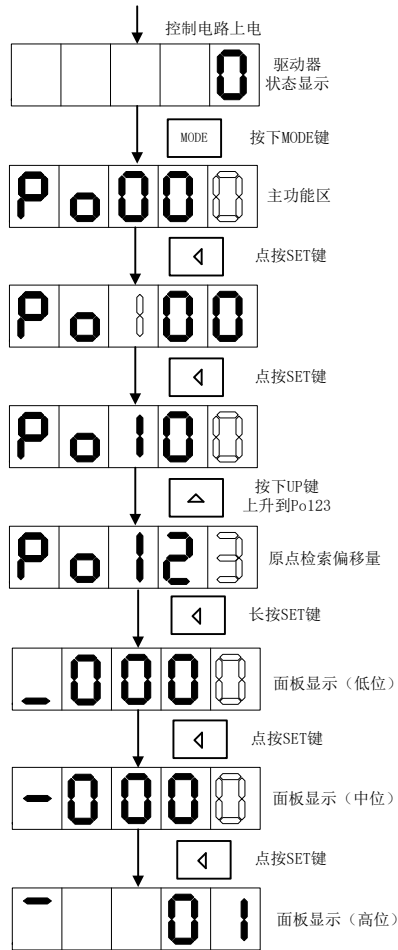 控制电路上电
0
驱动器
状态显示
MODE
按下MODE键
Po000
主功能区
点按SET键
Po100
点按SET键
Po100
按下UP键
上升到Po123
Po123
原点检索偏移量
长按SET键
_0000
面板显示（低位）
点按SET键
-0000
面板显示（中位）
点按SET键
‾ 01
面板显示（高位）